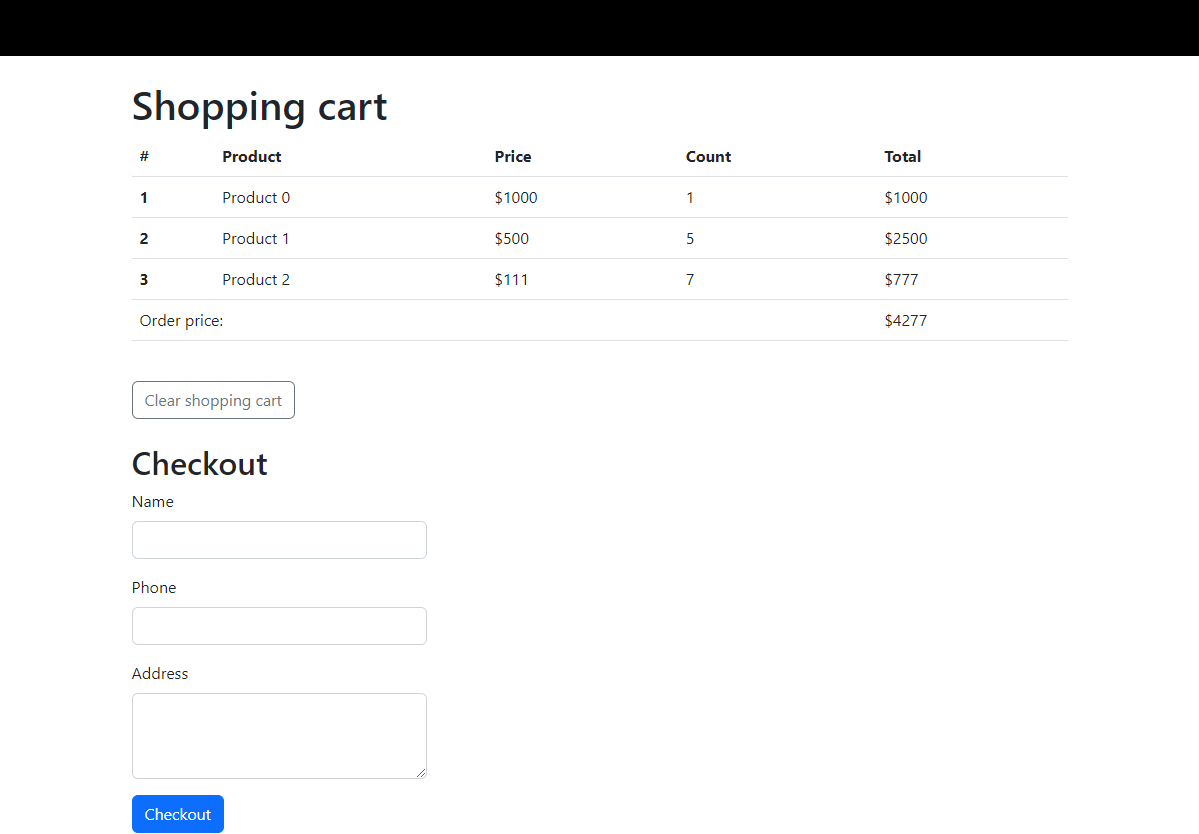 Shopping cart
# Product Price Count Total
1 Product 0 $1000 1 $1000
2 Product 1 $500 5 $2500
3 Product 2 $111 7 $777
Order price: $4277
Clear shopping cart
Checkout
Name
Phone
Address
Checkout